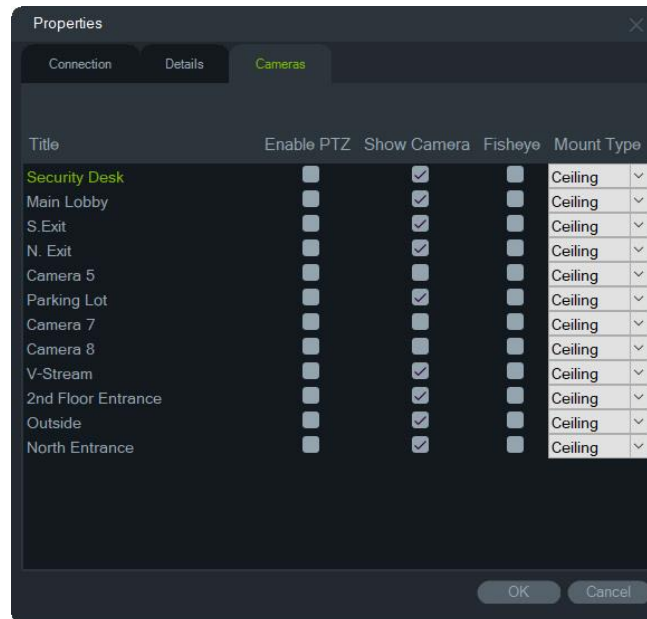 Properties
Connection Details Cameras
Title Enable PTZ Show Camera Fisheye Mount Type
Security Desk Ceiling
Main Lobby Ceiling
S.Exit Ceiling
N. Exit Ceiling
Camera 5 Ceiling
Parking Lot Ceiling
Camera 7 Ceiling
Camera 8 Ceiling
V-Stream Ceiling
2nd Floor Entrance Ceiling
Outside Ceiling
North Entrance Ceiling
OK Cancel